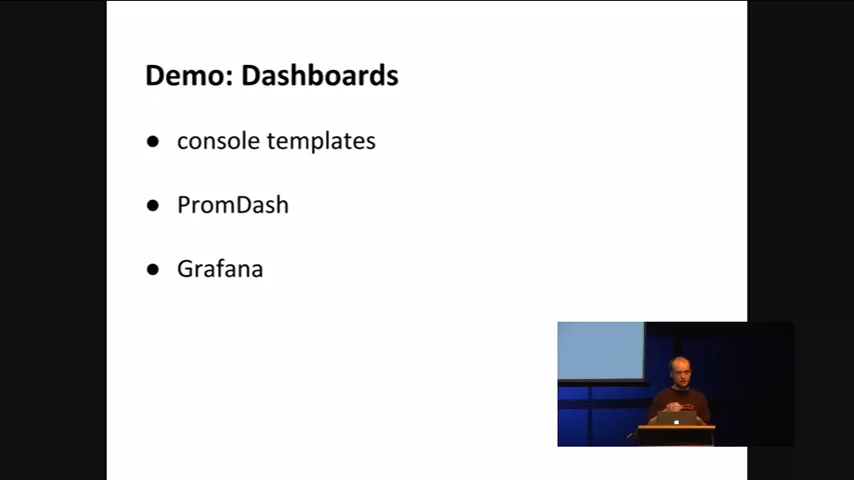 Demo: Dashboards
● console templates
● PromDash
● Grafana